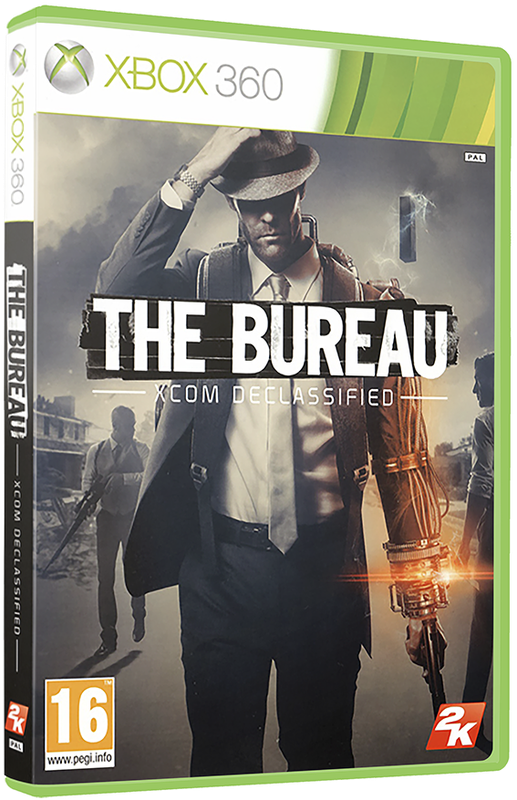 XBOX 360
PAL
THE BUREAU
XCOM DECLASSIFIED
16
www.pegi.info
2K
XBOX 360
THE BUREAU
XCOM DECLASSIFIED
2K
PAL